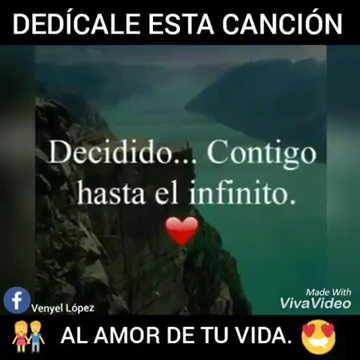 DEDÍCALE ESTA CANCIÓN
Decidido... Contigo
hasta el infinito.
Made With
VivaVideo
f
Venyel López
AL AMOR DE TU VIDA.